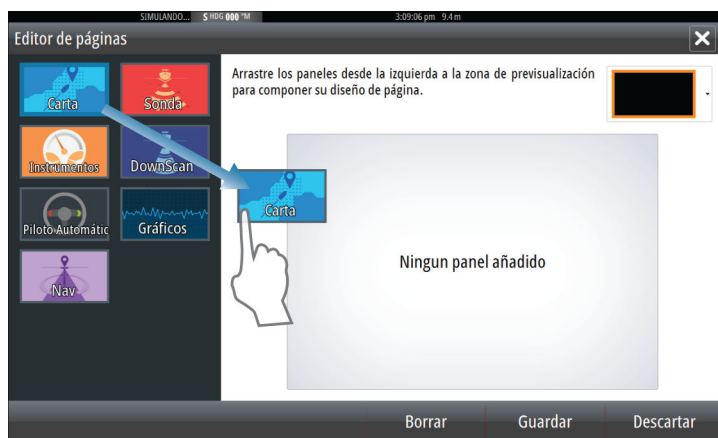 SIMULANDO... S HDG 000 °M 3:09:06 pm 9.4 m
Editor de páginas
Arrastre los paneles desde la izquierda a la zona de previsualización
para componer su diseño de página.
Carta Sonda
Instrumentos DownScan
Piloto Automátic Gráficos
Nav
Carta
Ningun panel añadido
Borrar Guardar Descartar